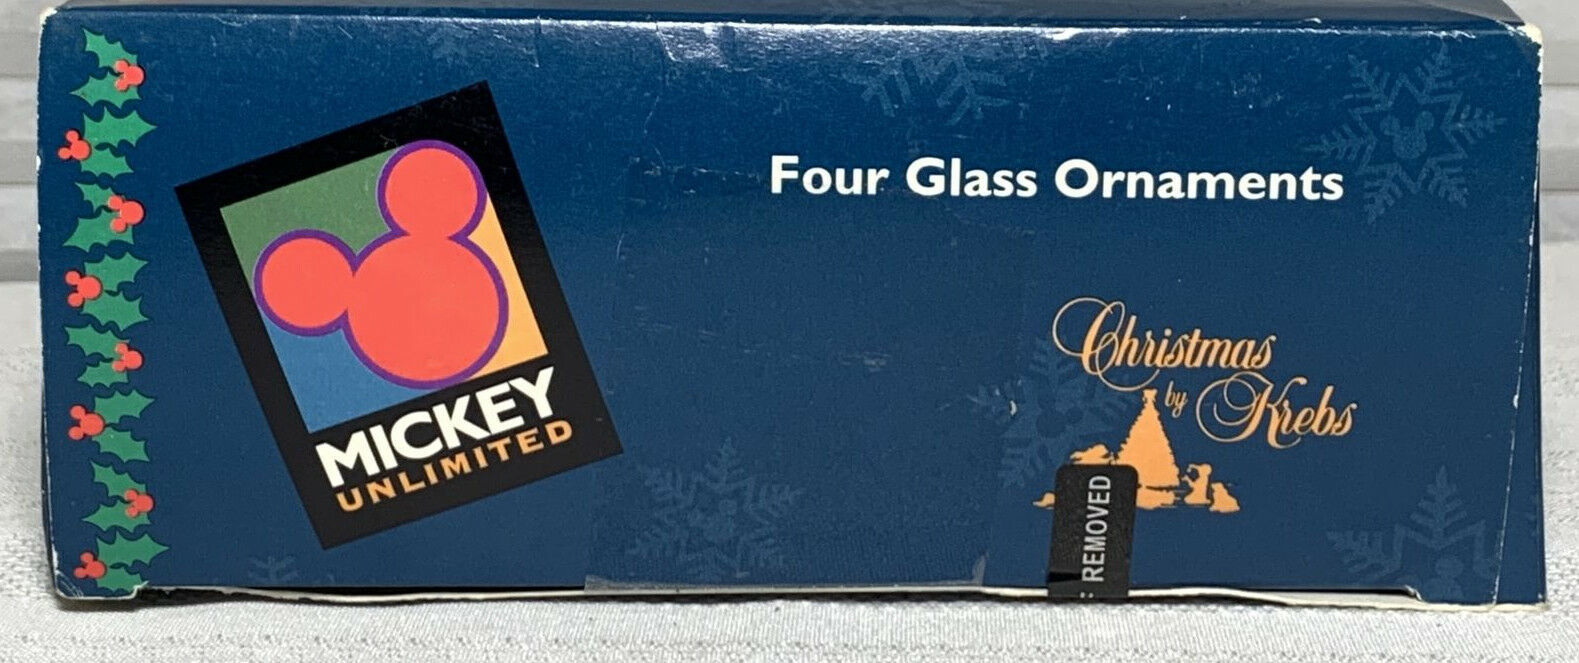 Four Glass Ornaments
MICKEY
UNLIMITED
Christmas
by Krebs
: REMOVED